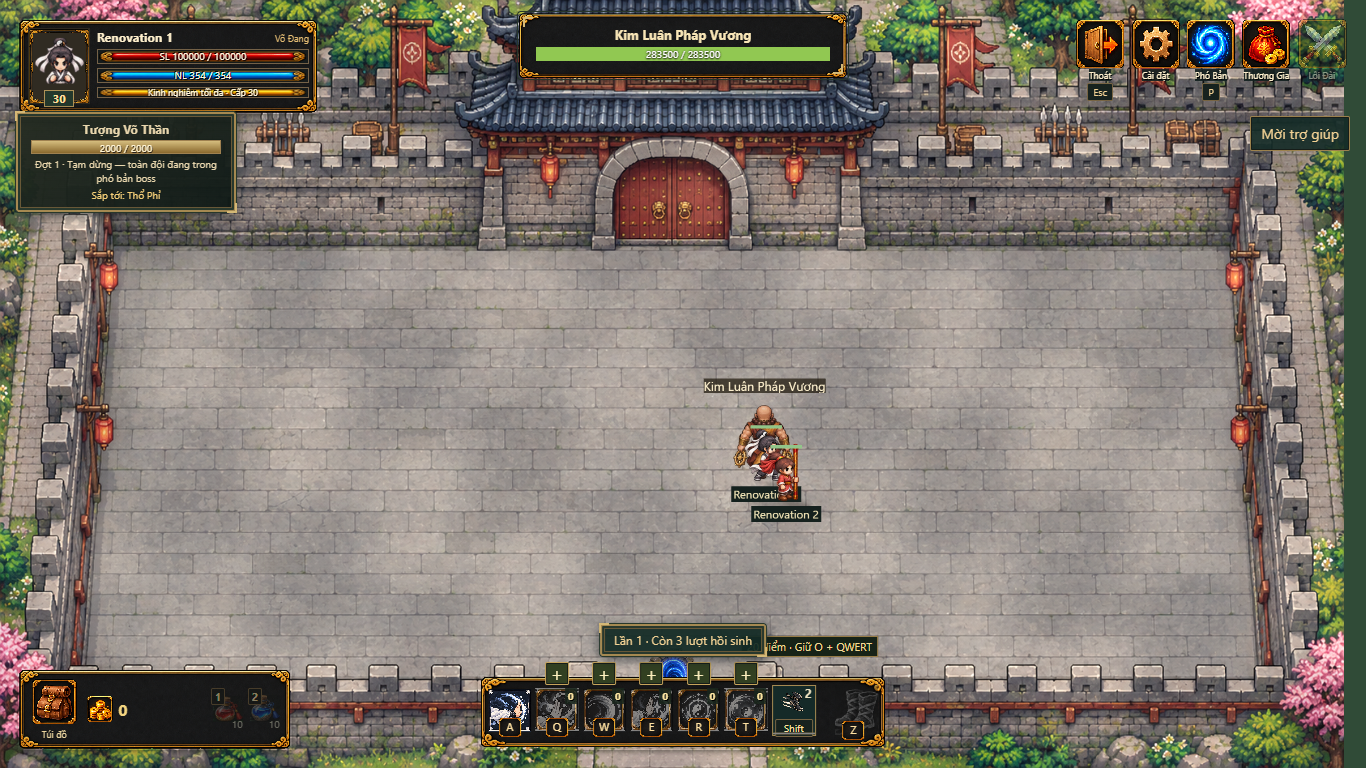 Renovation 1
Võ Đang
SL 100000 / 100000
NL 354 / 354
Kinh nghiệm tối đa · Cấp 30
30
Tượng Võ Thần
2000 / 2000
Đợt 1 · Tạm dừng — toàn đội đang trong
phó bản boss
Sắp tới: Thổ Phỉ
Kim Luân Pháp Vương
283500 / 283500
Thoát
Cài đặt
Phó Bản
Thương Gia
Lôi Đài
Esc
P
Mời trợ giúp
Kim Luân Pháp Vương
Renovati
Renovation 2
Lần 1 · Còn 3 lượt hồi sinh
iểm · Giữ O + QWERT
+ + + + +
0 0 0 0 0 2
A Q W E R T Shift Z
0
1 2
10 10
Túi đồ